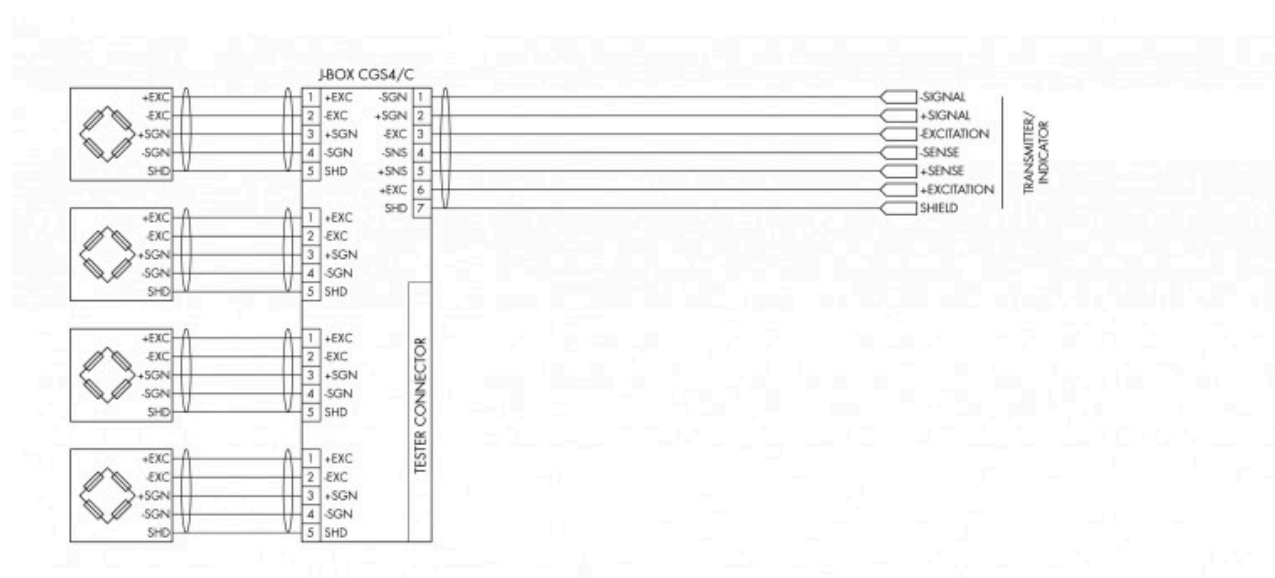 J-BOX CGS4/C
+EXC 1 +EXC -SGN 1 -SIGNAL
-EXC 2 -EXC +SGN 2 +SIGNAL
+SGN 3 +SGN -EXC 3 -EXCITATION
-SGN 4 -SGN -SNS 4 -SENSE
SHD 5 SHD +SNS 5 +SENSE
+EXC 6 +EXCITATION
SHD 7 SHIELD
TRANSMITTER/
INDICATOR
+EXC 1 +EXC
-EXC 2 -EXC
+SGN 3 +SGN
-SGN 4 -SGN
SHD 5 SHD
+EXC 1 +EXC
-EXC 2 -EXC
+SGN 3 +SGN
-SGN 4 -SGN
SHD 5 SHD
+EXC 1 +EXC
-EXC 2 -EXC
+SGN 3 +SGN
-SGN 4 -SGN
SHD 5 SHD
TESTER CONNECTOR